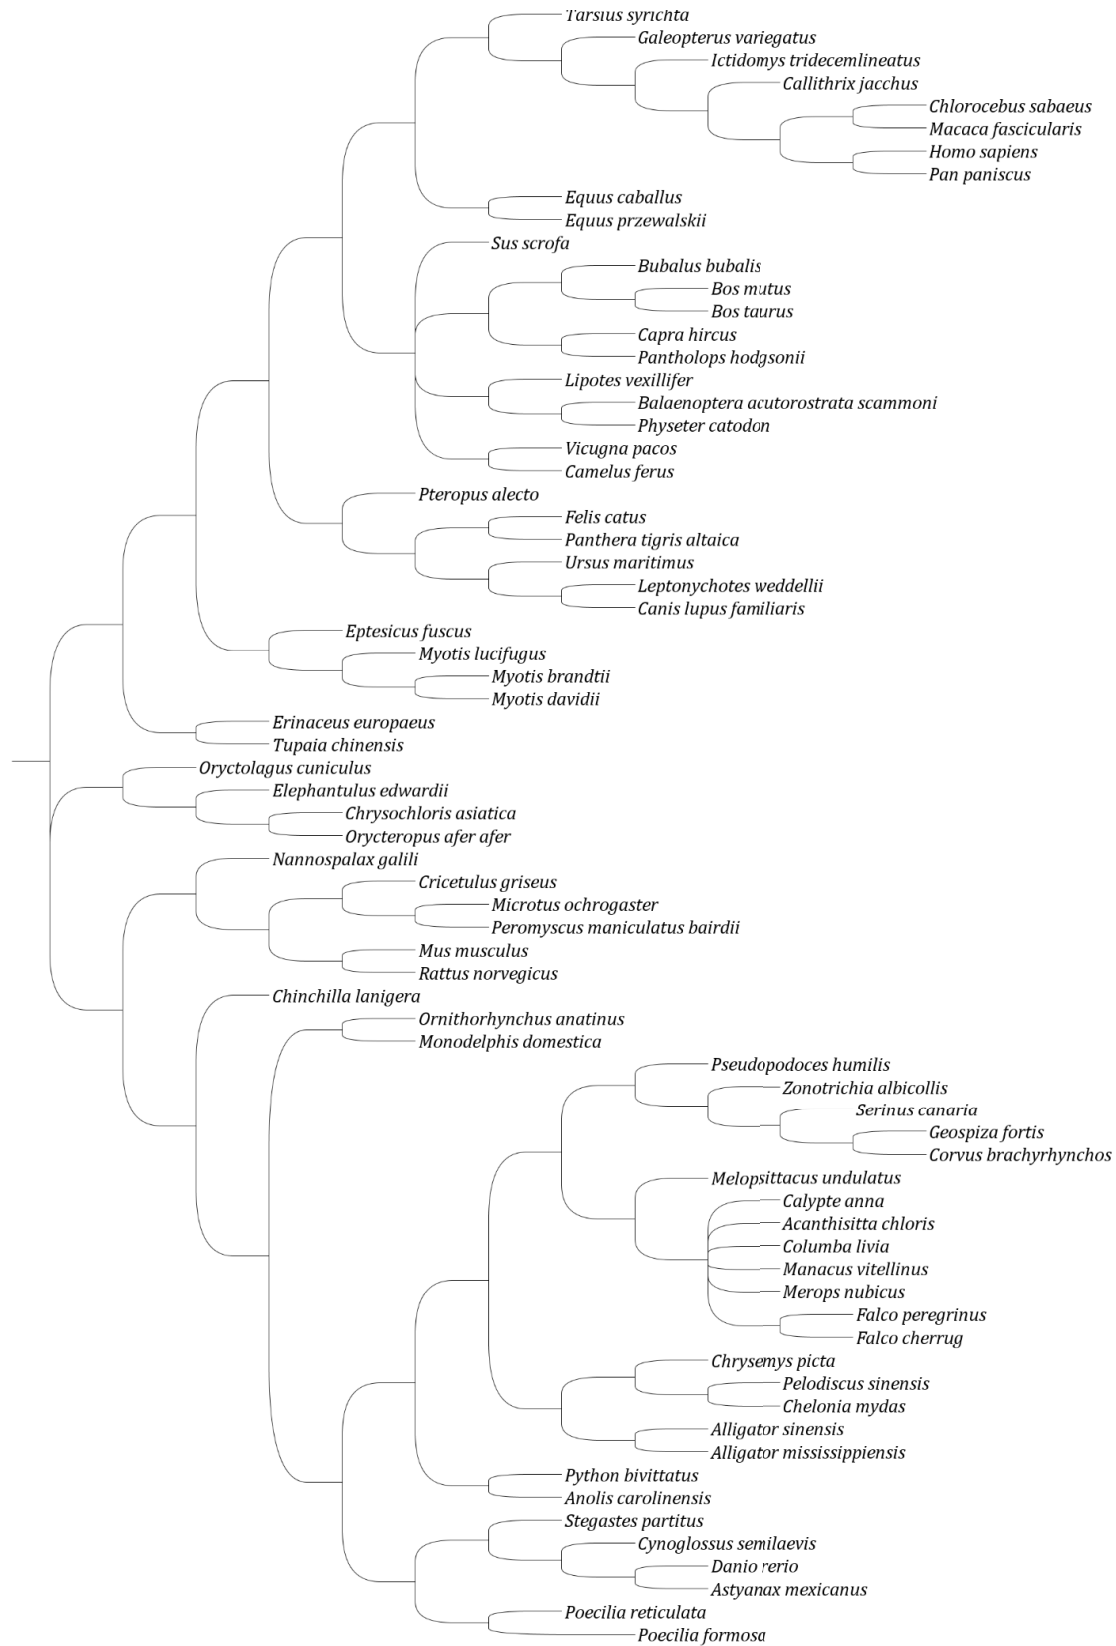 Tarsius syrichta
Galeopterus variegatus
Ictidomys tridecemlineatus
Callithrix jacchus
Chlorocebus sabaeus
Macaca fascicularis
Homo sapiens
Pan paniscus
Equus caballus
Equus przewalskii
Sus scrofa
Bubalus bubalis
Bos mutus
Bos taurus
Capra hircus
Pantholops hodgsonii
Lipotes vexillifer
Balaenoptera acutorostrata scammoni
Physeter catodon
Vicugna pacos
Camelus ferus
Pteropus alecto
Felis catus
Panthera tigris altaica
Ursus maritimus
Leptonychotes weddellii
Canis lupus familiaris
Eptesicus fuscus
Myotis lucifugus
Myotis brandtii
Myotis davidii
Erinaceus europaeus
Tupaia chinensis
Oryctolagus cuniculus
Elephantulus edwardii
Chrysochloris asiatica
Orycteropus afer afer
Nannospalax galili
Cricetulus griseus
Microtus ochrogaster
Peromyscus maniculatus bairdii
Mus musculus
Rattus norvegicus
Chinchilla lanigera
Ornithorhynchus anatinus
Monodelphis domestica
Pseudopodoces humilis
Zonotrichia albicollis
Serinus canaria
Geospiza fortis
Corvus brachyrhynchos
Melopsittacus undulatus
Calypte anna
Acanthisitta chloris
Columba livia
Manacus vitellinus
Merops nubicus
Falco peregrinus
Falco cherrug
Chrysemys picta
Pelodiscus sinensis
Chelonia mydas
Alligator sinensis
Alligator mississippiensis
Python bivittatus
Anolis carolinensis
Stegastes partitus
Cynoglossus semilaevis
Danio rerio
Astyanax mexicanus
Poecilia reticulata
Poecilia formosa